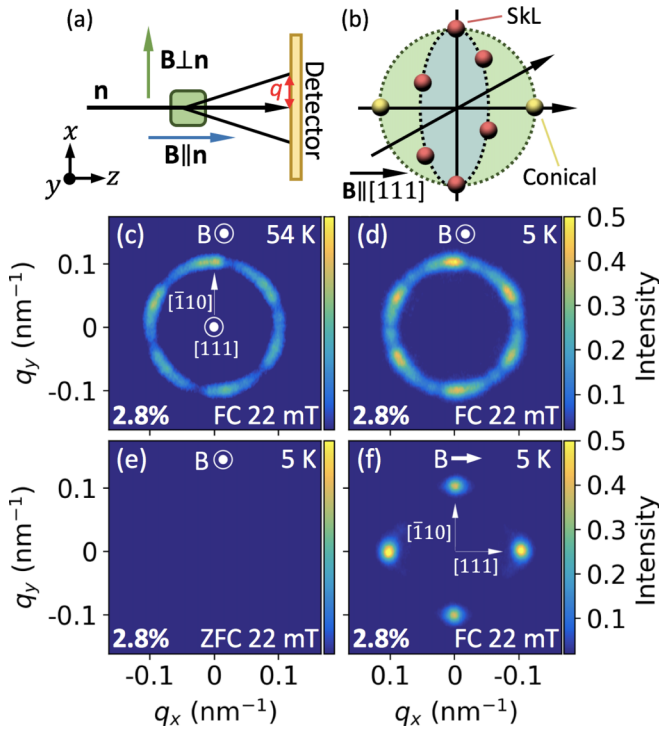 (a)
B⊥n
n
q
Detector
B∥n
x
y
z
(b)
SkL
B∥[111]
Conical
(c)
B
54 K
[1̅10]
[111]
2.8%
FC 22 mT
0.1
0
-0.1
q_y (nm⁻¹)
(d)
B
5 K
2.8%
FC 22 mT
0.5
0.4
0.3
0.2
0.1
Intensity
(e)
B
5 K
2.8%
ZFC 22 mT
0.1
0
-0.1
q_y (nm⁻¹)
-0.1
0
0.1
q_x (nm⁻¹)
(f)
B
5 K
[1̅10]
[111]
2.8%
FC 22 mT
0.1
0
-0.1
q_x (nm⁻¹)
0.5
0.4
0.3
0.2
0.1
Intensity